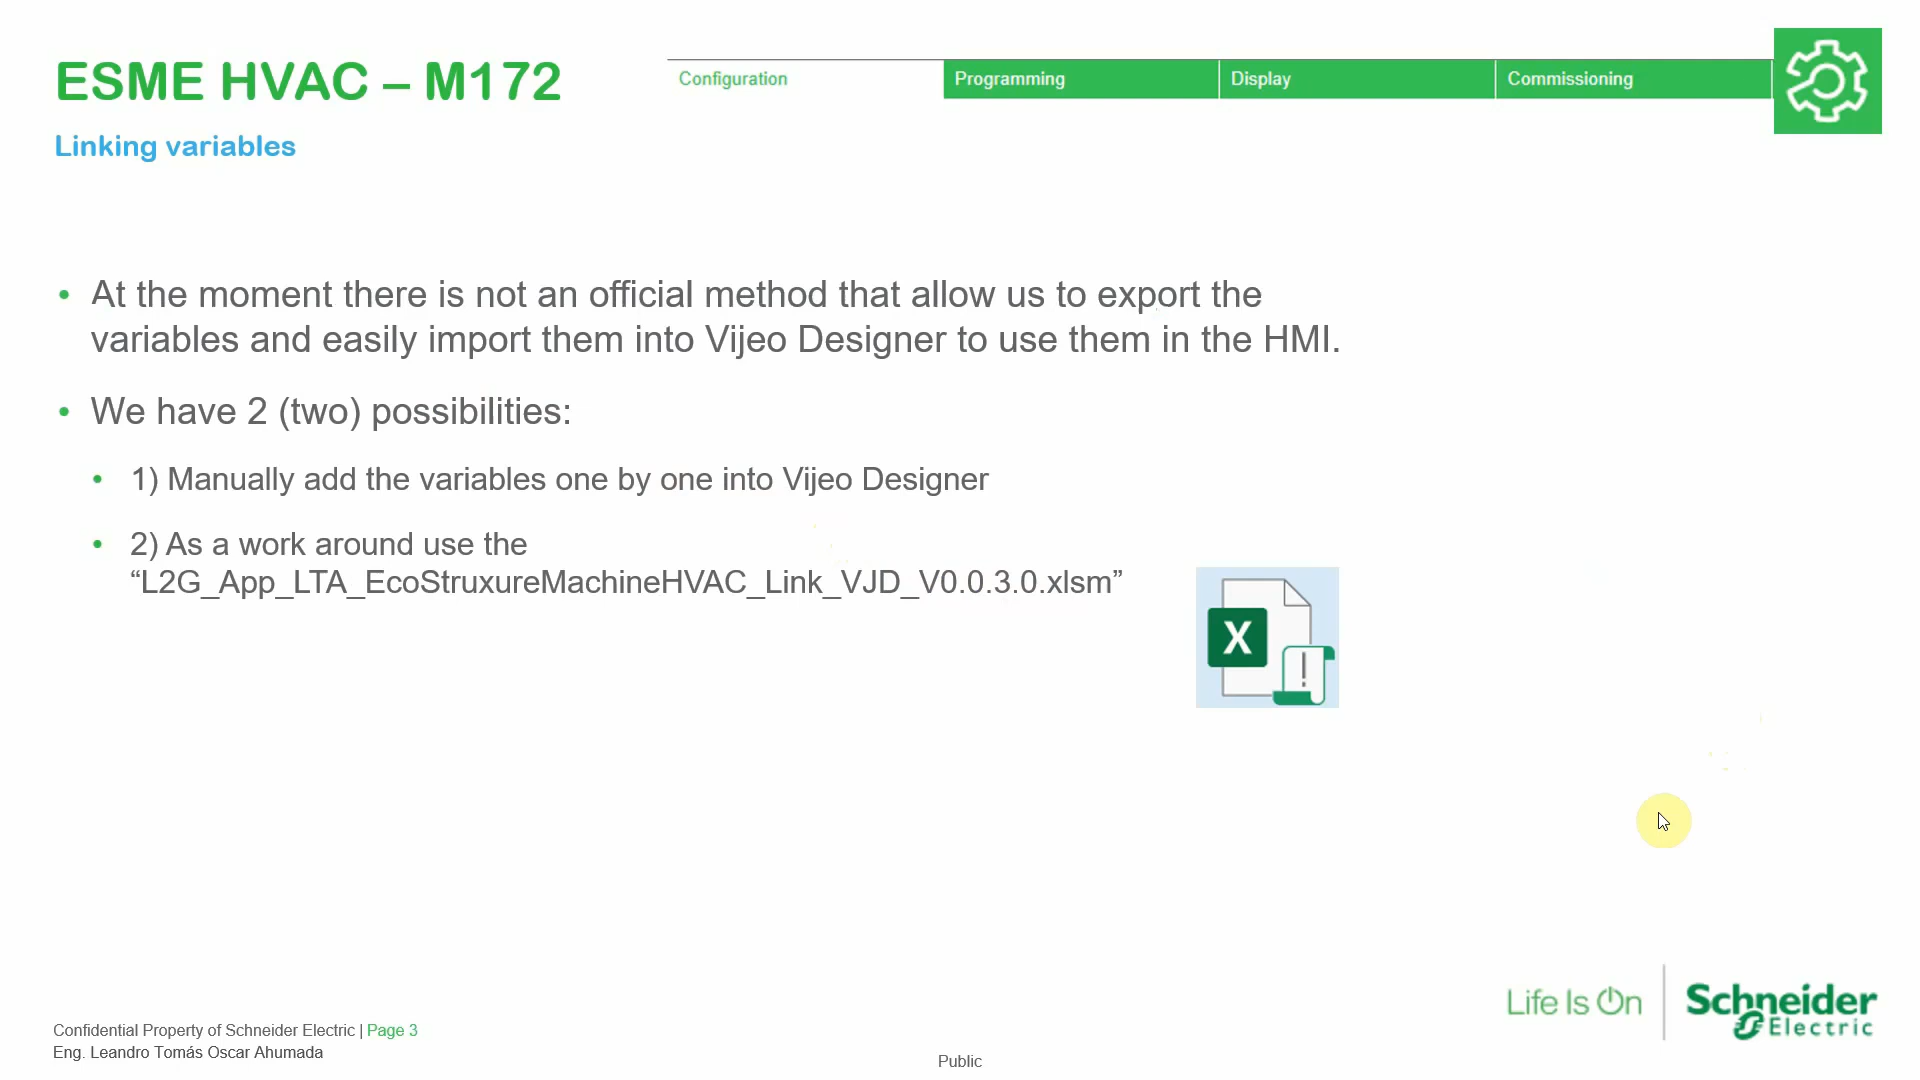 ESME HVAC – M172
Configuration
Programming
Display
Commissioning
Linking variables
• At the moment there is not an official method that allow us to export the
variables and easily import them into Vijeo Designer to use them in the HMI.
• We have 2 (two) possibilities:
• 1) Manually add the variables one by one into Vijeo Designer
• 2) As a work around use the
“L2G_App_LTA_EcoStruxureMachineHVAC_Link_VJD_V0.0.3.0.xlsm”
X
!
Life Is On
Schneider
Electric
Confidential Property of Schneider Electric | Page 3
Eng. Leandro Tomás Oscar Ahumada
Public